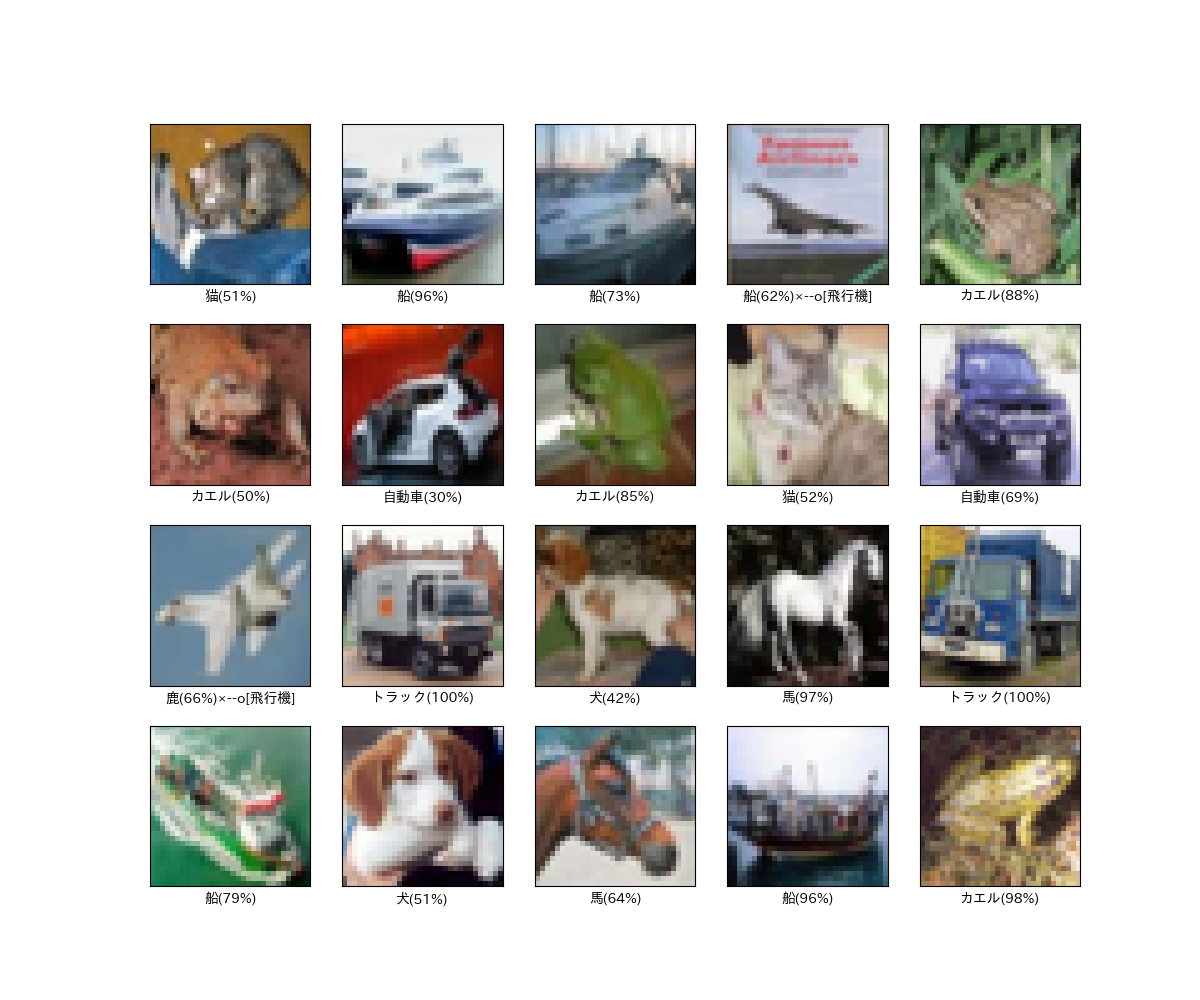 猫(51%)
船(96%)
船(73%)
船(62%)×--o[飛行機]
カエル(88%)
カエル(50%)
自動車(30%)
カエル(85%)
猫(52%)
自動車(69%)
鹿(66%)×--o[飛行機]
トラック(100%)
犬(42%)
馬(97%)
トラック(100%)
船(79%)
犬(51%)
馬(64%)
船(96%)
カエル(98%)